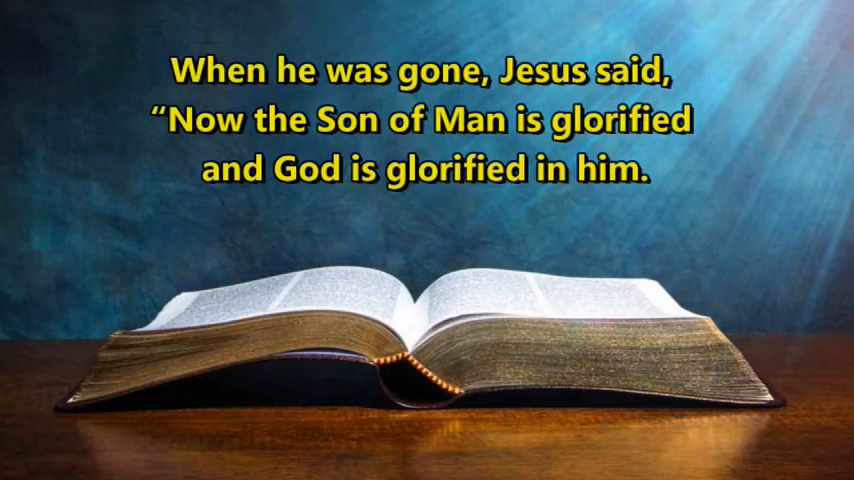 When he was gone, Jesus said,
“Now the Son of Man is glorified
and God is glorified in him.